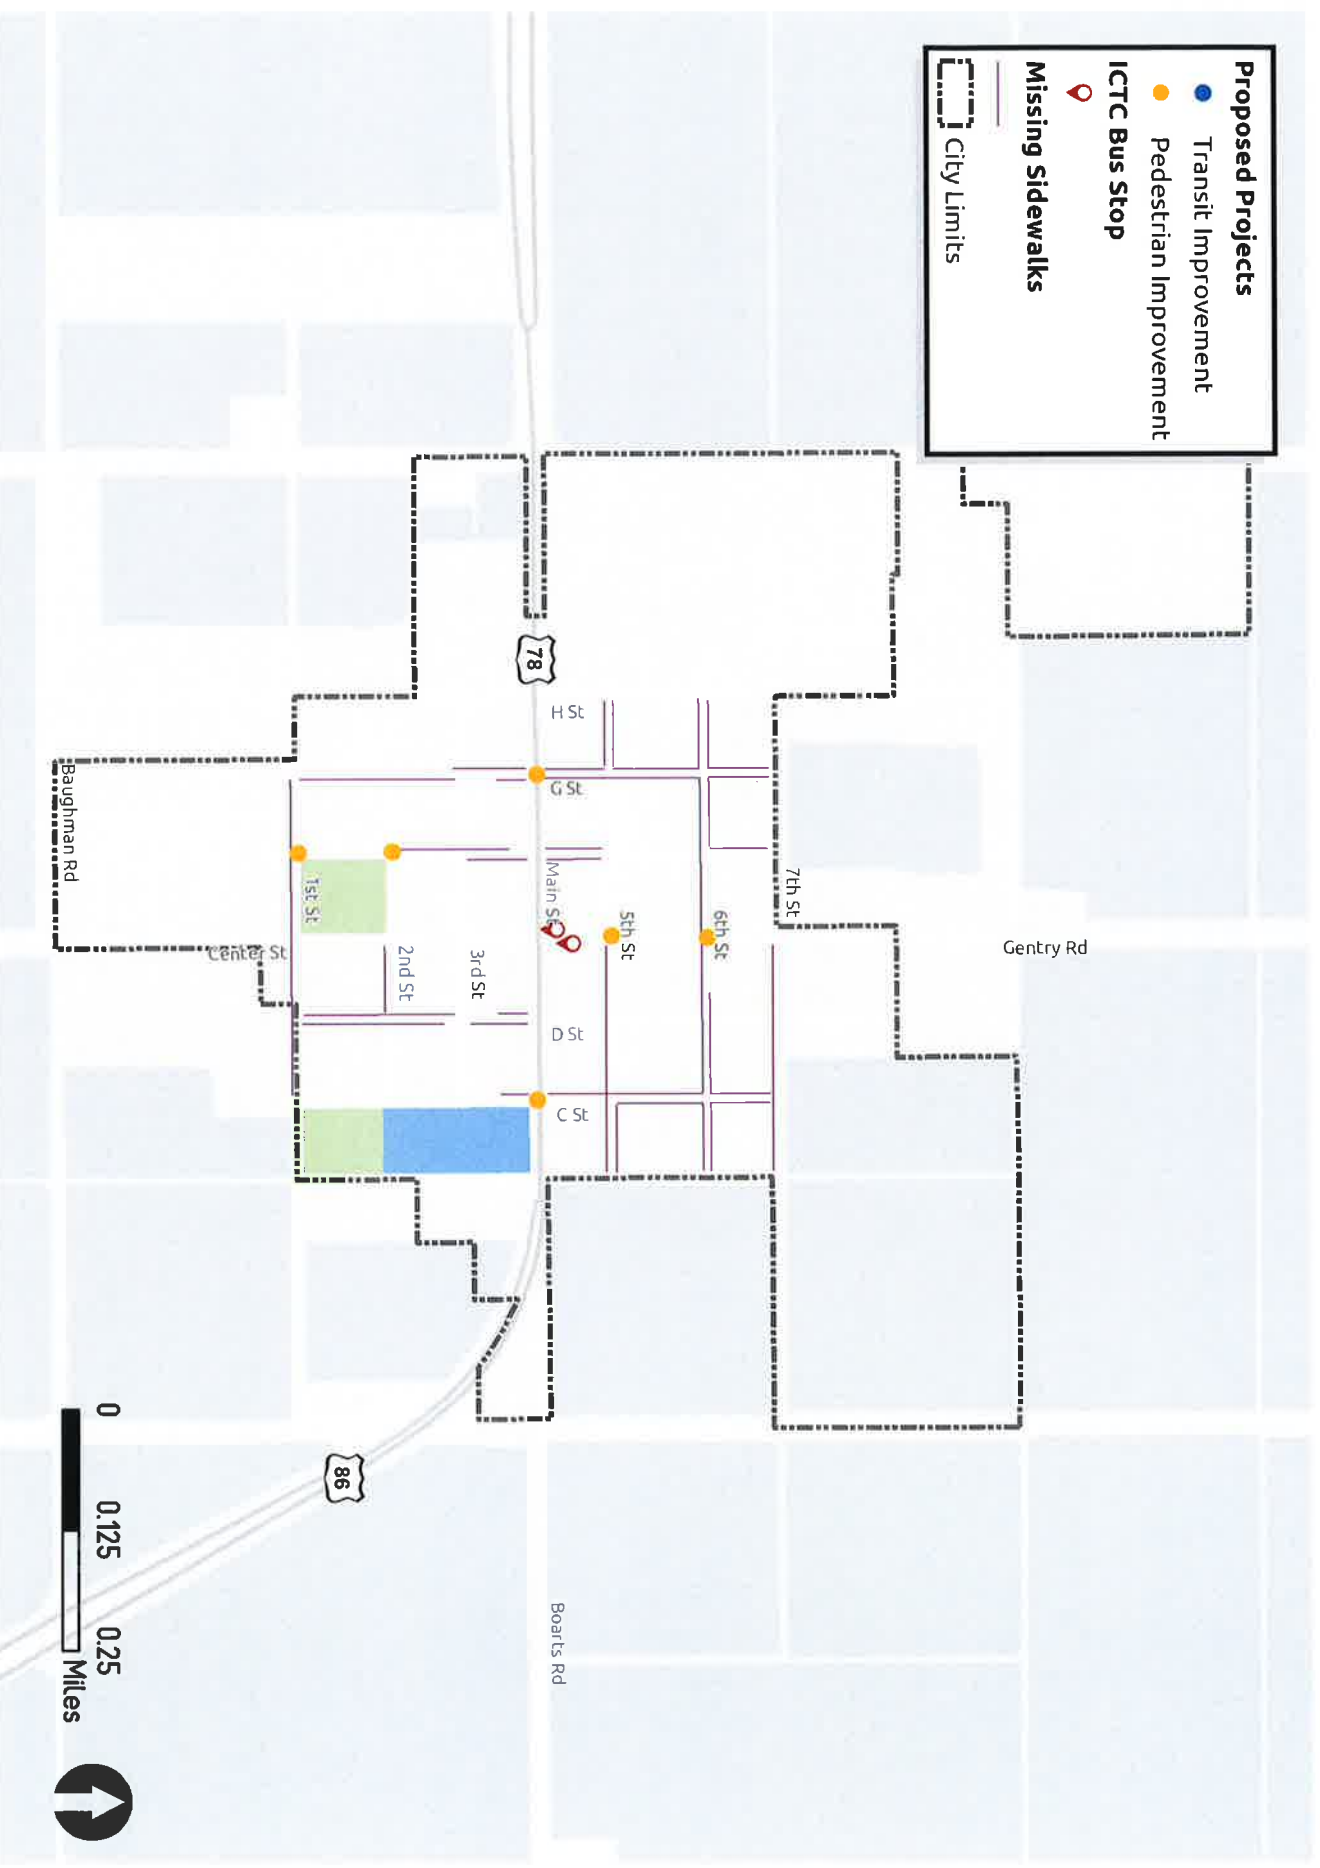 Proposed Projects
Transit Improvement
Pedestrian Improvement
ICTC Bus Stop
Missing Sidewalks
City Limits
78
H St
G St
Main St
Baughman Rd
1st St
Center St
2nd St
3rd St
5th St
6th St
7th St
Gentry Rd
D St
C St
86
Boarts Rd
0
0.125
0.25
Miles